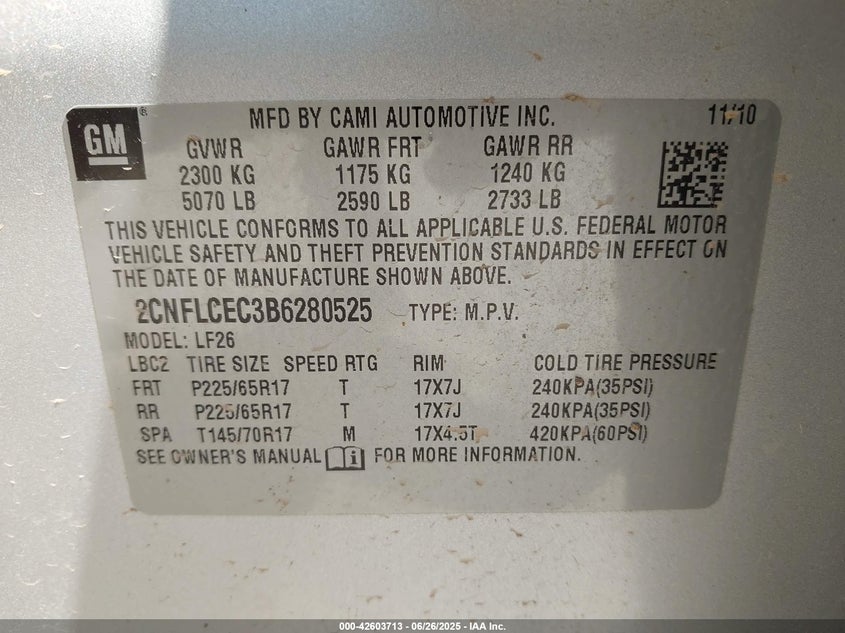 GM ® MFD BY CAMI AUTOMOTIVE INC. 11/10
GVWR GAWR FRT GAWR RR
2300 KG 1175 KG 1240 KG
5070 LB 2590 LB 2733 LB
THIS VEHICLE CONFORMS TO ALL APPLICABLE U.S. FEDERAL MOTOR
VEHICLE SAFETY AND THEFT PREVENTION STANDARDS IN EFFECT ON
THE DATE OF MANUFACTURE SHOWN ABOVE.
2CNFLCEC3B6280525 TYPE: M.P.V.
MODEL: LF26
LBC2 TIRE SIZE SPEED RTG RIM COLD TIRE PRESSURE
FRT P225/65R17 T 17X7J 240KPA(35PSI)
RR P225/65R17 T 17X7J 240KPA(35PSI)
SPA T145/70R17 M 17X4.5T 420KPA(60PSI)
SEE OWNER'S MANUAL FOR MORE INFORMATION.
000-42603713 - 06/26/2025 - IAA Inc.